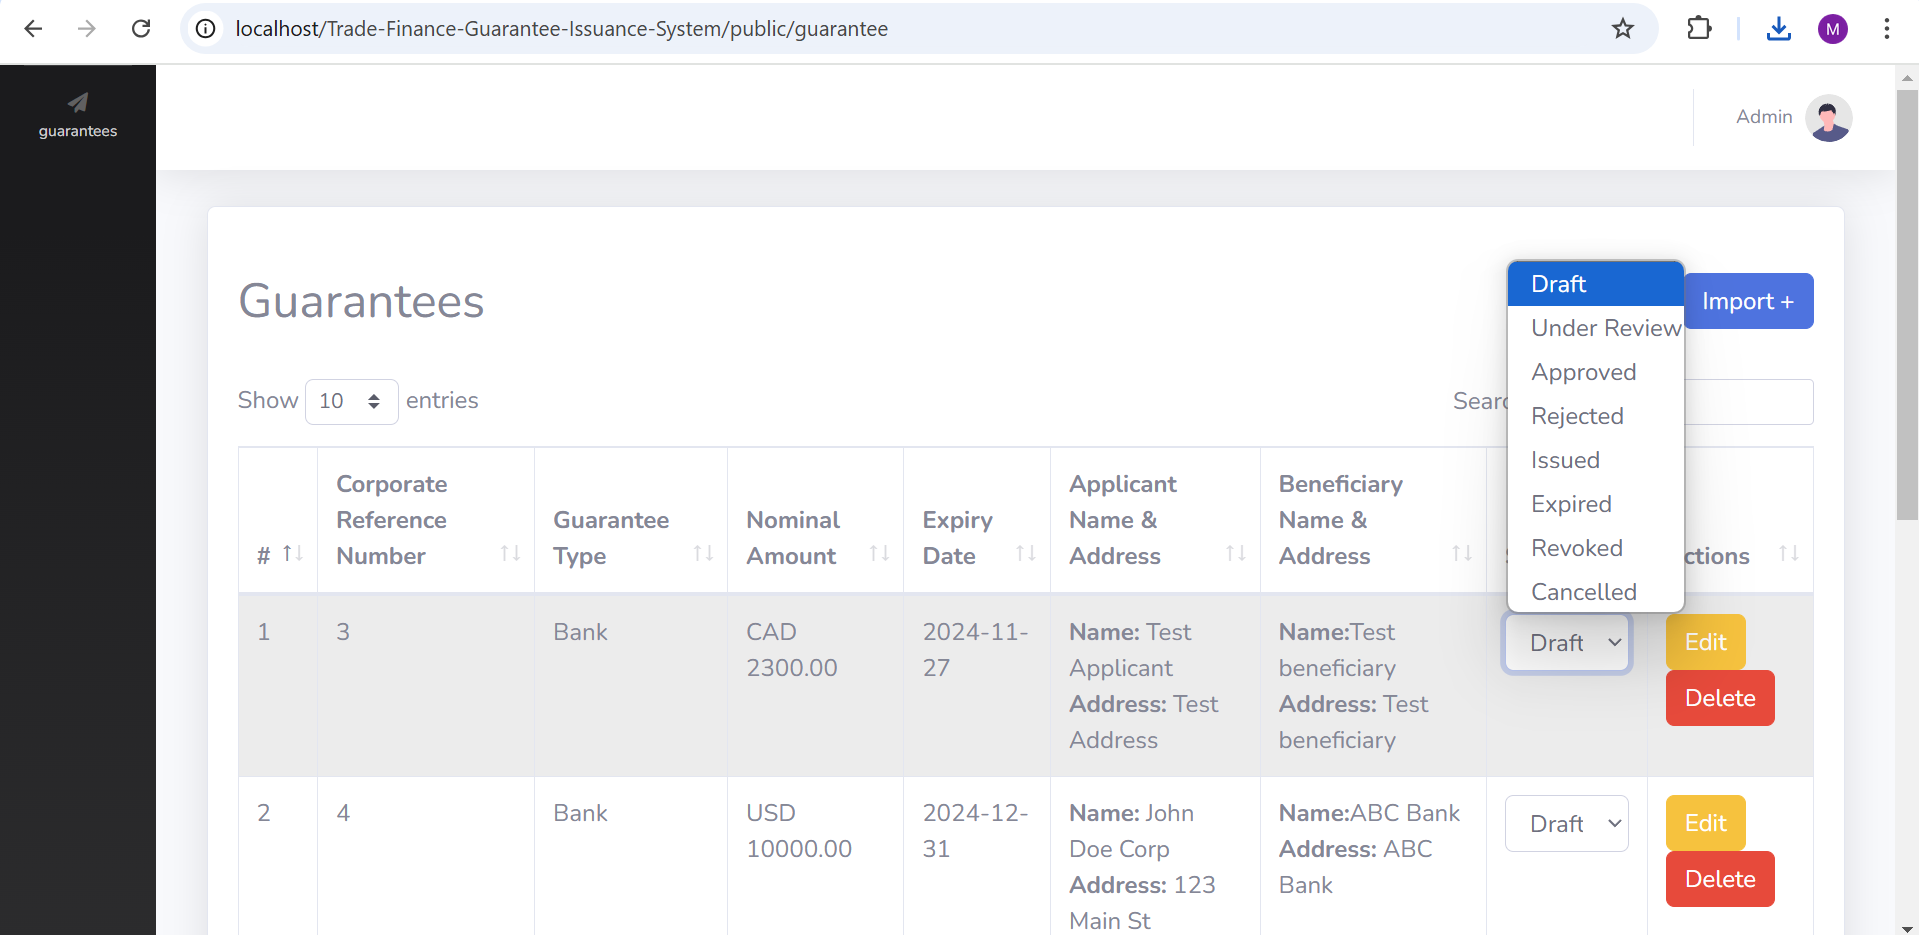 localhost/Trade-Finance-Guarantee-Issuance-System/public/guarantee
M
guarantees
Admin
Guarantees
Import +
Show 10 entries
Draft
Under Review
Approved
Rejected
Issued
Expired
Revoked
Cancelled
#
Corporate
Reference
Number
Guarantee
Type
Nominal
Amount
Expiry
Date
Applicant
Name &
Address
Beneficiary
Name &
Address
1
3
Bank
CAD
2300.00
2024-11-
27
Name: Test
Applicant
Address: Test
Address
Name:Test
beneficiary
Address: Test
beneficiary
Draft
Edit
Delete
2
4
Bank
USD
10000.00
2024-12-
31
Name: John
Doe Corp
Address: 123
Main St
Name:ABC Bank
Address: ABC
Bank
Draft
Edit
Delete